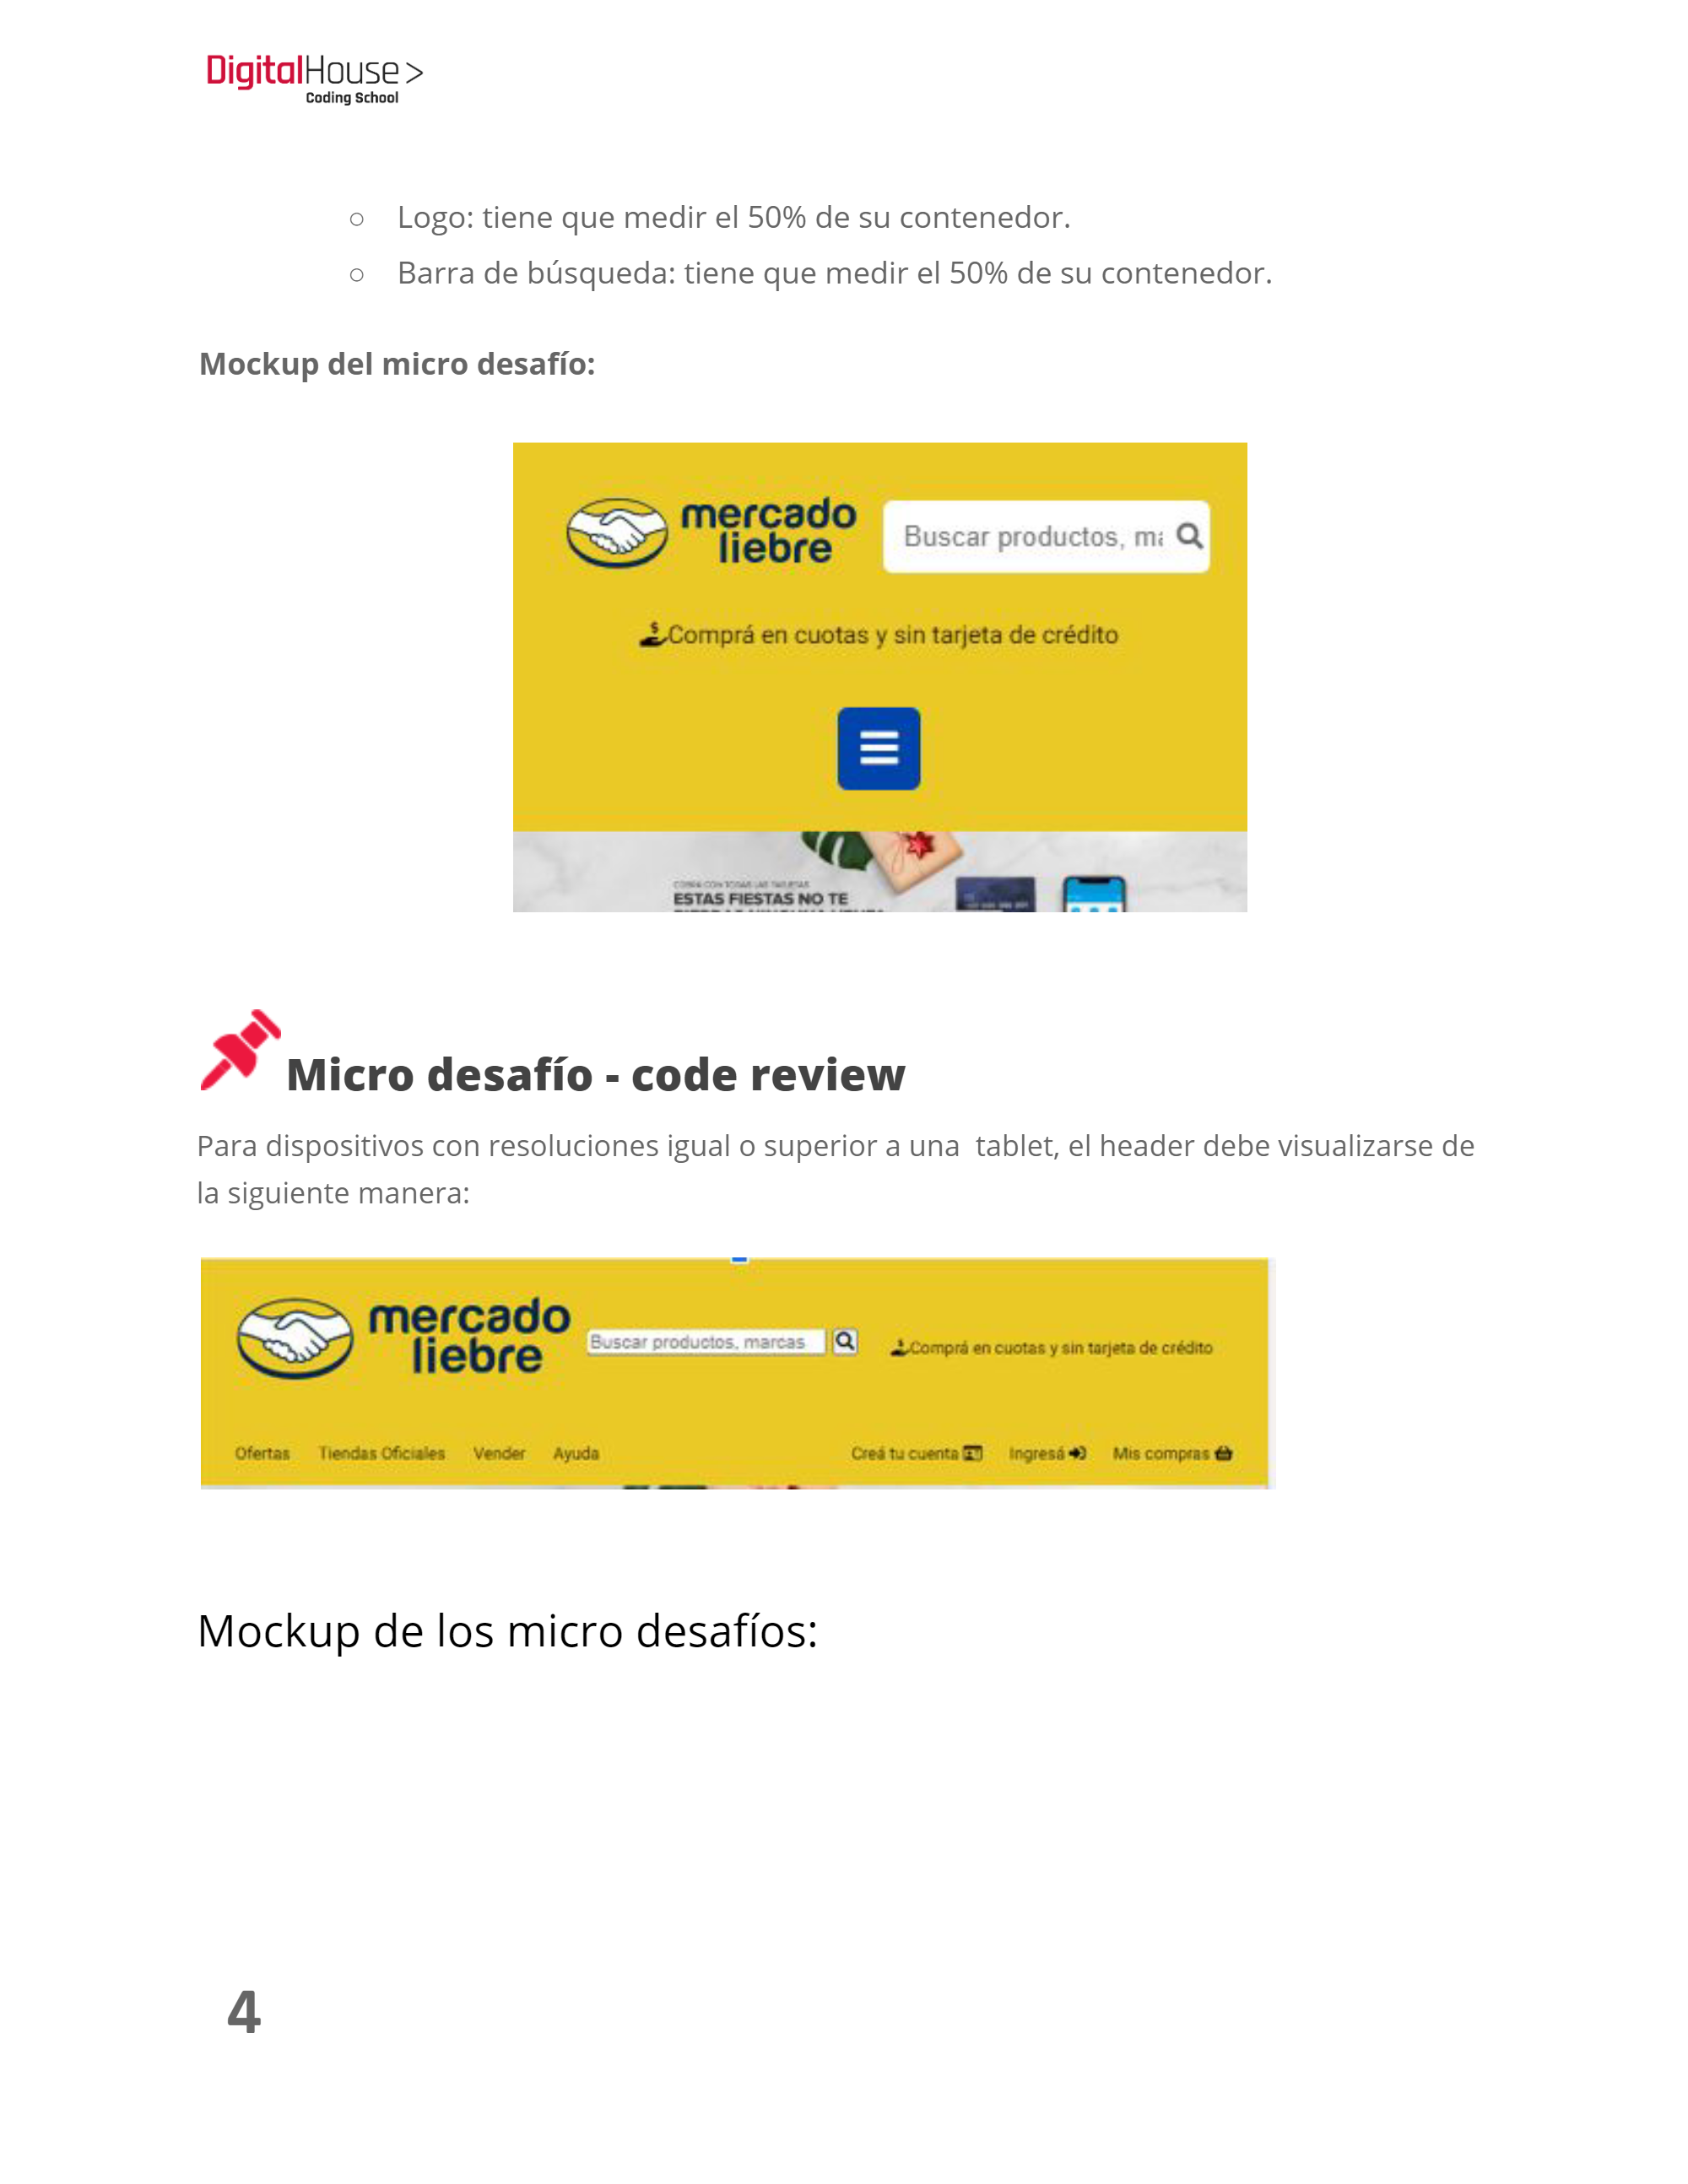 DigitalHouse>
Coding School
○ Logo: tiene que medir el 50% de su contenedor.
○ Barra de búsqueda: tiene que medir el 50% de su contenedor.
Mockup del micro desafío:
mercado
liebre
Buscar productos, ma
Comprá en cuotas y sin tarjeta de crédito
ESTAS FIESTAS NO TE
Micro desafío - code review
Para dispositivos con resoluciones igual o superior a una  tablet, el header debe visualizarse de
la siguiente manera:
mercado
liebre
Buscar productos, marcas
Comprá en cuotas y sin tarjeta de crédito
Ofertas Tiendas Oficiales Vender Ayuda Creá tu cuenta Ingresá Mis compras
Mockup de los micro desafíos:
4